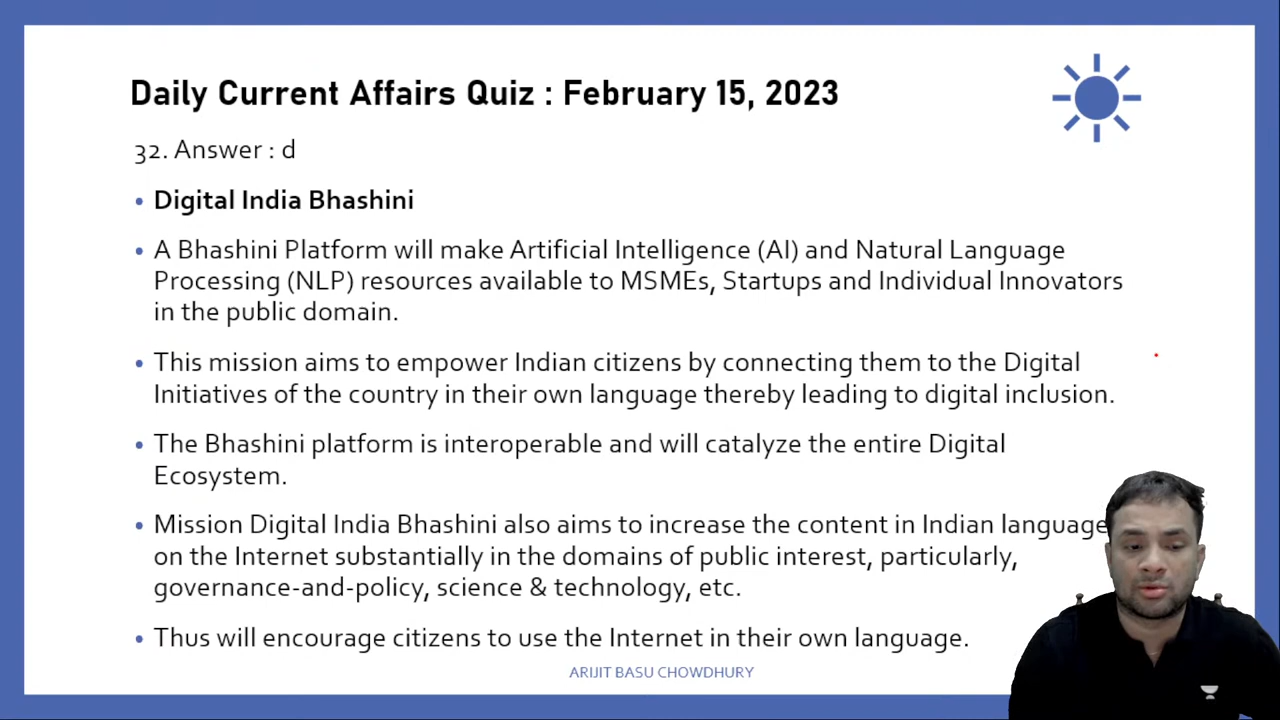 Daily Current Affairs Quiz : February 15, 2023
32. Answer : d
• Digital India Bhashini
• A Bhashini Platform will make Artificial Intelligence (AI) and Natural Language
Processing (NLP) resources available to MSMEs, Startups and Individual Innovators
in the public domain.
• This mission aims to empower Indian citizens by connecting them to the Digital
Initiatives of the country in their own language thereby leading to digital inclusion.
• The Bhashini platform is interoperable and will catalyze the entire Digital
Ecosystem.
• Mission Digital India Bhashini also aims to increase the content in Indian language
on the Internet substantially in the domains of public interest, particularly,
governance-and-policy, science & technology, etc.
• Thus will encourage citizens to use the Internet in their own language.
ARIJIT BASU CHOWDHURY